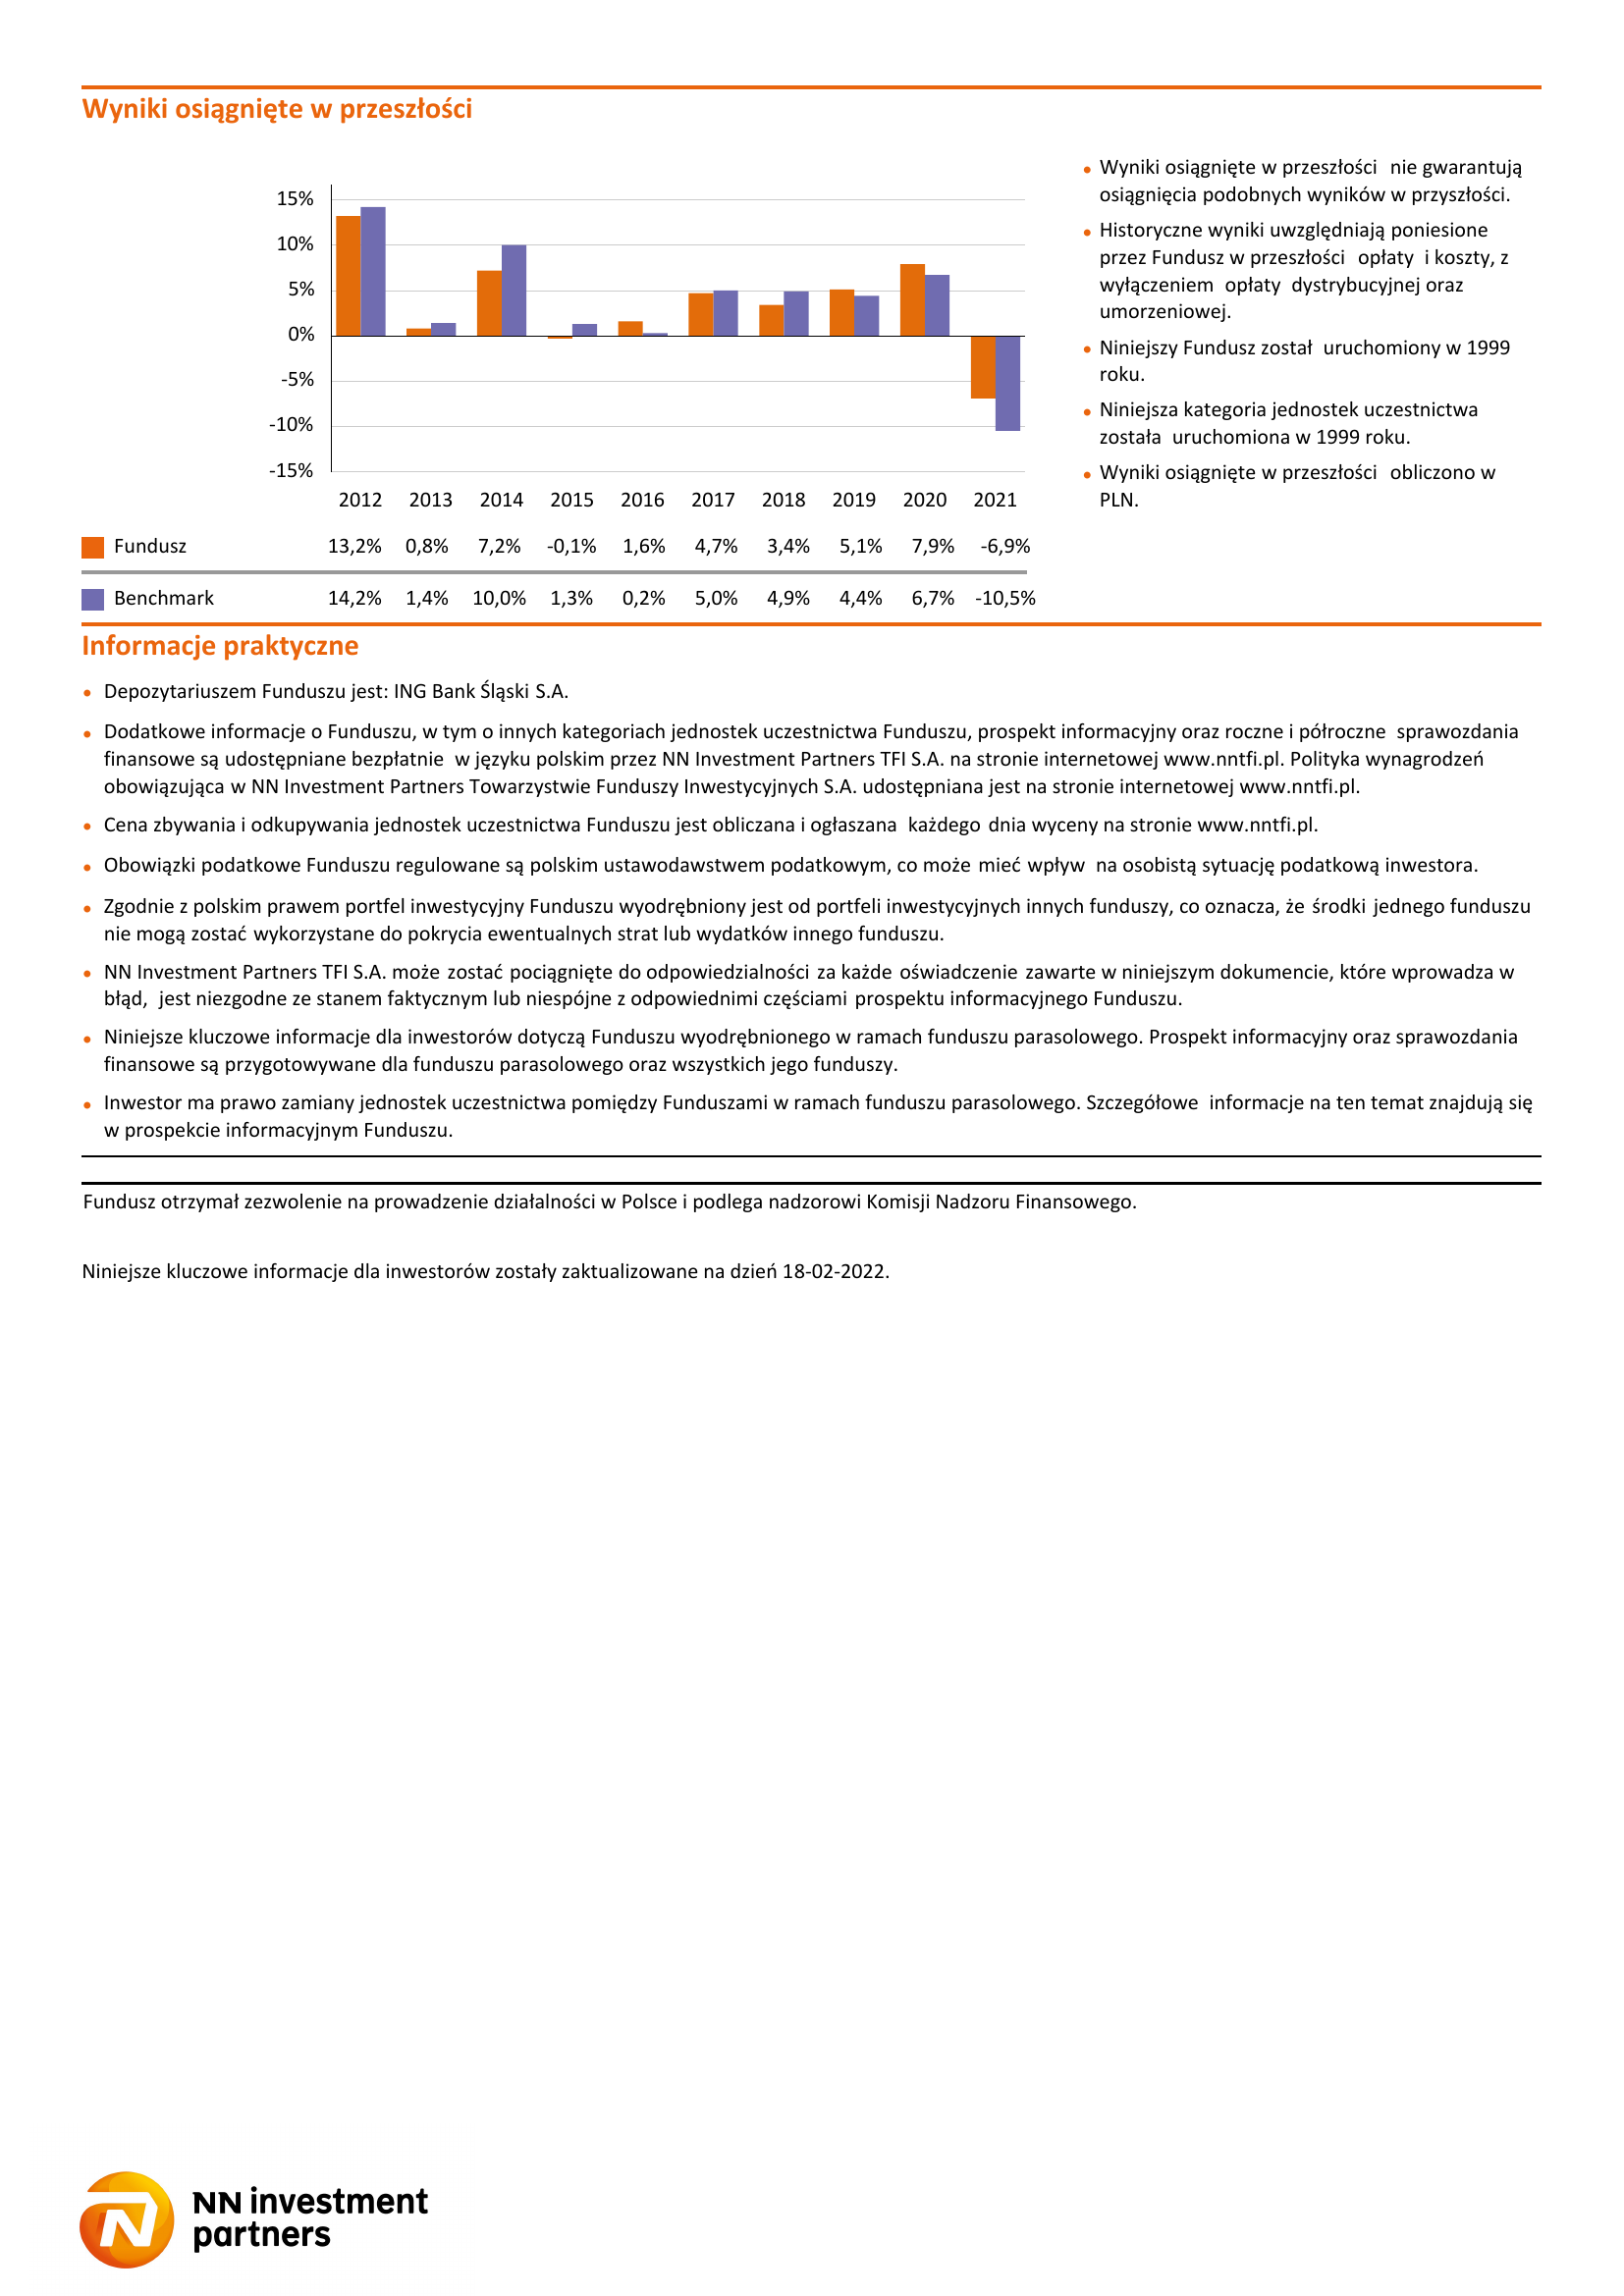 Wyniki osiągnięte w przeszłości
15%
10%
5%
0%
-5%
-10%
-15%
2012 2013 2014 2015 2016 2017 2018 2019 2020 2021
Fundusz 13,2% 0,8% 7,2% -0,1% 1,6% 4,7% 3,4% 5,1% 7,9% -6,9%
Benchmark 14,2% 1,4% 10,0% 1,3% 0,2% 5,0% 4,9% 4,4% 6,7% -10,5%
• Wyniki osiągnięte w przeszłości nie gwarantują
osiągnięcia podobnych wyników w przyszłości.
• Historyczne wyniki uwzględniają poniesione
przez Fundusz w przeszłości opłaty i koszty, z
wyłączeniem opłaty dystrybucyjnej oraz
umorzeniowej.
• Niniejszy Fundusz został uruchomiony w 1999
roku.
• Niniejsza kategoria jednostek uczestnictwa
została uruchomiona w 1999 roku.
• Wyniki osiągnięte w przeszłości obliczono w
PLN.
Informacje praktyczne
• Depozytariuszem Funduszu jest: ING Bank Śląski S.A.
• Dodatkowe informacje o Funduszu, w tym o innych kategoriach jednostek uczestnictwa Funduszu, prospekt informacyjny oraz roczne i półroczne sprawozdania
finansowe są udostępniane bezpłatnie w języku polskim przez NN Investment Partners TFI S.A. na stronie internetowej www.nntfi.pl. Polityka wynagrodzeń
obowiązująca w NN Investment Partners Towarzystwie Funduszy Inwestycyjnych S.A. udostępniana jest na stronie internetowej www.nntfi.pl.
• Cena zbywania i odkupywania jednostek uczestnictwa Funduszu jest obliczana i ogłaszana każdego dnia wyceny na stronie www.nntfi.pl.
• Obowiązki podatkowe Funduszu regulowane są polskim ustawodawstwem podatkowym, co może mieć wpływ na osobistą sytuację podatkową inwestora.
• Zgodnie z polskim prawem portfel inwestycyjny Funduszu wyodrębniony jest od portfeli inwestycyjnych innych funduszy, co oznacza, że środki jednego funduszu
nie mogą zostać wykorzystane do pokrycia ewentualnych strat lub wydatków innego funduszu.
• NN Investment Partners TFI S.A. może zostać pociągnięte do odpowiedzialności za każde oświadczenie zawarte w niniejszym dokumencie, które wprowadza w
błąd, jest niezgodne ze stanem faktycznym lub niespójne z odpowiednimi częściami prospektu informacyjnego Funduszu.
• Niniejsze kluczowe informacje dla inwestorów dotyczą Funduszu wyodrębnionego w ramach funduszu parasolowego. Prospekt informacyjny oraz sprawozdania
finansowe są przygotowywane dla funduszu parasolowego oraz wszystkich jego funduszy.
• Inwestor ma prawo zamiany jednostek uczestnictwa pomiędzy Funduszami w ramach funduszu parasolowego. Szczegółowe informacje na ten temat znajdują się
w prospekcie informacyjnym Funduszu.
Fundusz otrzymał zezwolenie na prowadzenie działalności w Polsce i podlega nadzorowi Komisji Nadzoru Finansowego.
Niniejsze kluczowe informacje dla inwestorów zostały zaktualizowane na dzień 18-02-2022.
NN investment
partners